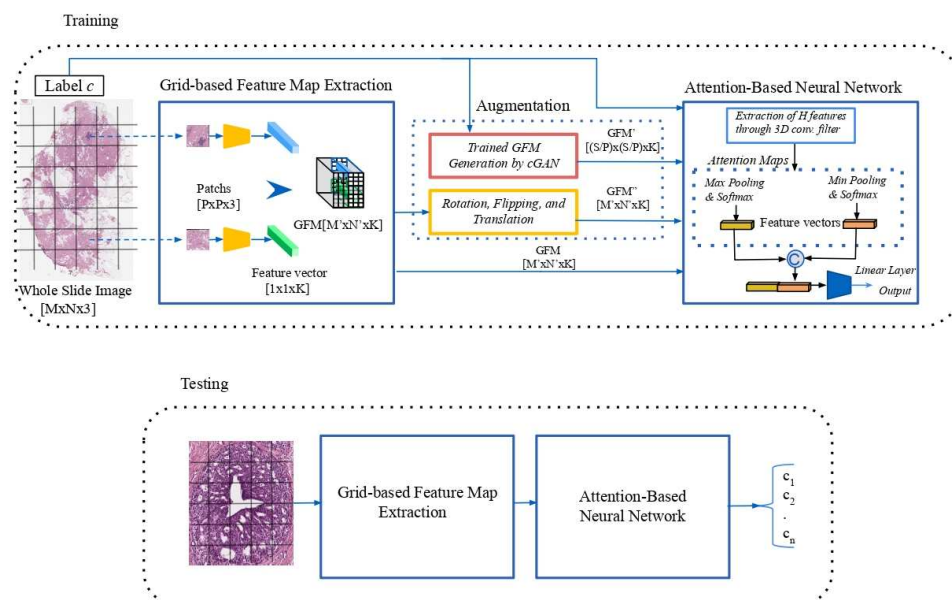 Training
Label c
Whole Slide Image
[MxNx3]
Grid-based Feature Map Extraction
Patchs
[PxPx3]
GFM[M'xN'xK]
Feature vector
[1x1xK]
Augmentation
Trained GFM
Generation by cGAN
Rotation, Flipping, and
Translation
GFM'
[(S/P)x(S/P)xK]
GFM"
[M'xN'xK]
GFM
[M'xN'xK]
Attention-Based Neural Network
Extraction of H features
through 3D conv. filter
Attention Maps
Max Pooling
& Softmax
Min Pooling
& Softmax
Feature vectors
C
Linear Layer
Output
Testing
Grid-based Feature Map
Extraction
Attention-Based
Neural Network
c1
c2
.
cn